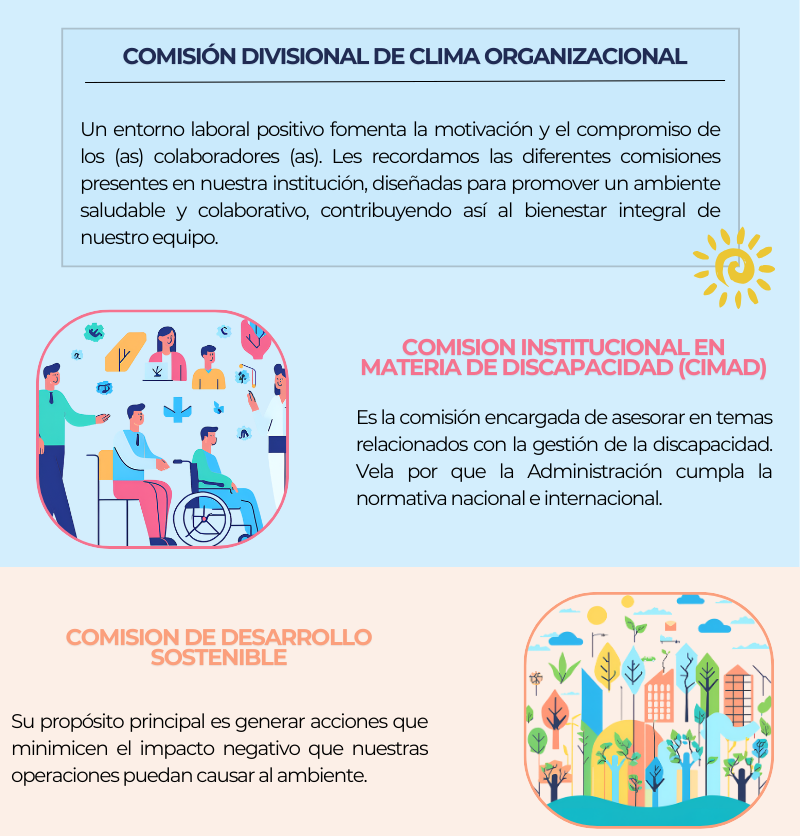 COMISIÓN DIVISIONAL DE CLIMA ORGANIZACIONAL
Un entorno laboral positivo fomenta la motivación y el compromiso de
los (as) colaboradores (as). Les recordamos las diferentes comisiones
presentes en nuestra institución, diseñadas para promover un ambiente
saludable y colaborativo, contribuyendo así al bienestar integral de
nuestro equipo.
COMISION INSTITUCIONAL EN
MATERIA DE DISCAPACIDAD (CIMAD)
Es la comisión encargada de asesorar en temas
relacionados con la gestión de la discapacidad.
Vela por que la Administración cumpla la
normativa nacional e internacional.
COMISION DE DESARROLLO
SOSTENIBLE
Su propósito principal es generar acciones que
minimicen el impacto negativo que nuestras
operaciones puedan causar al ambiente.